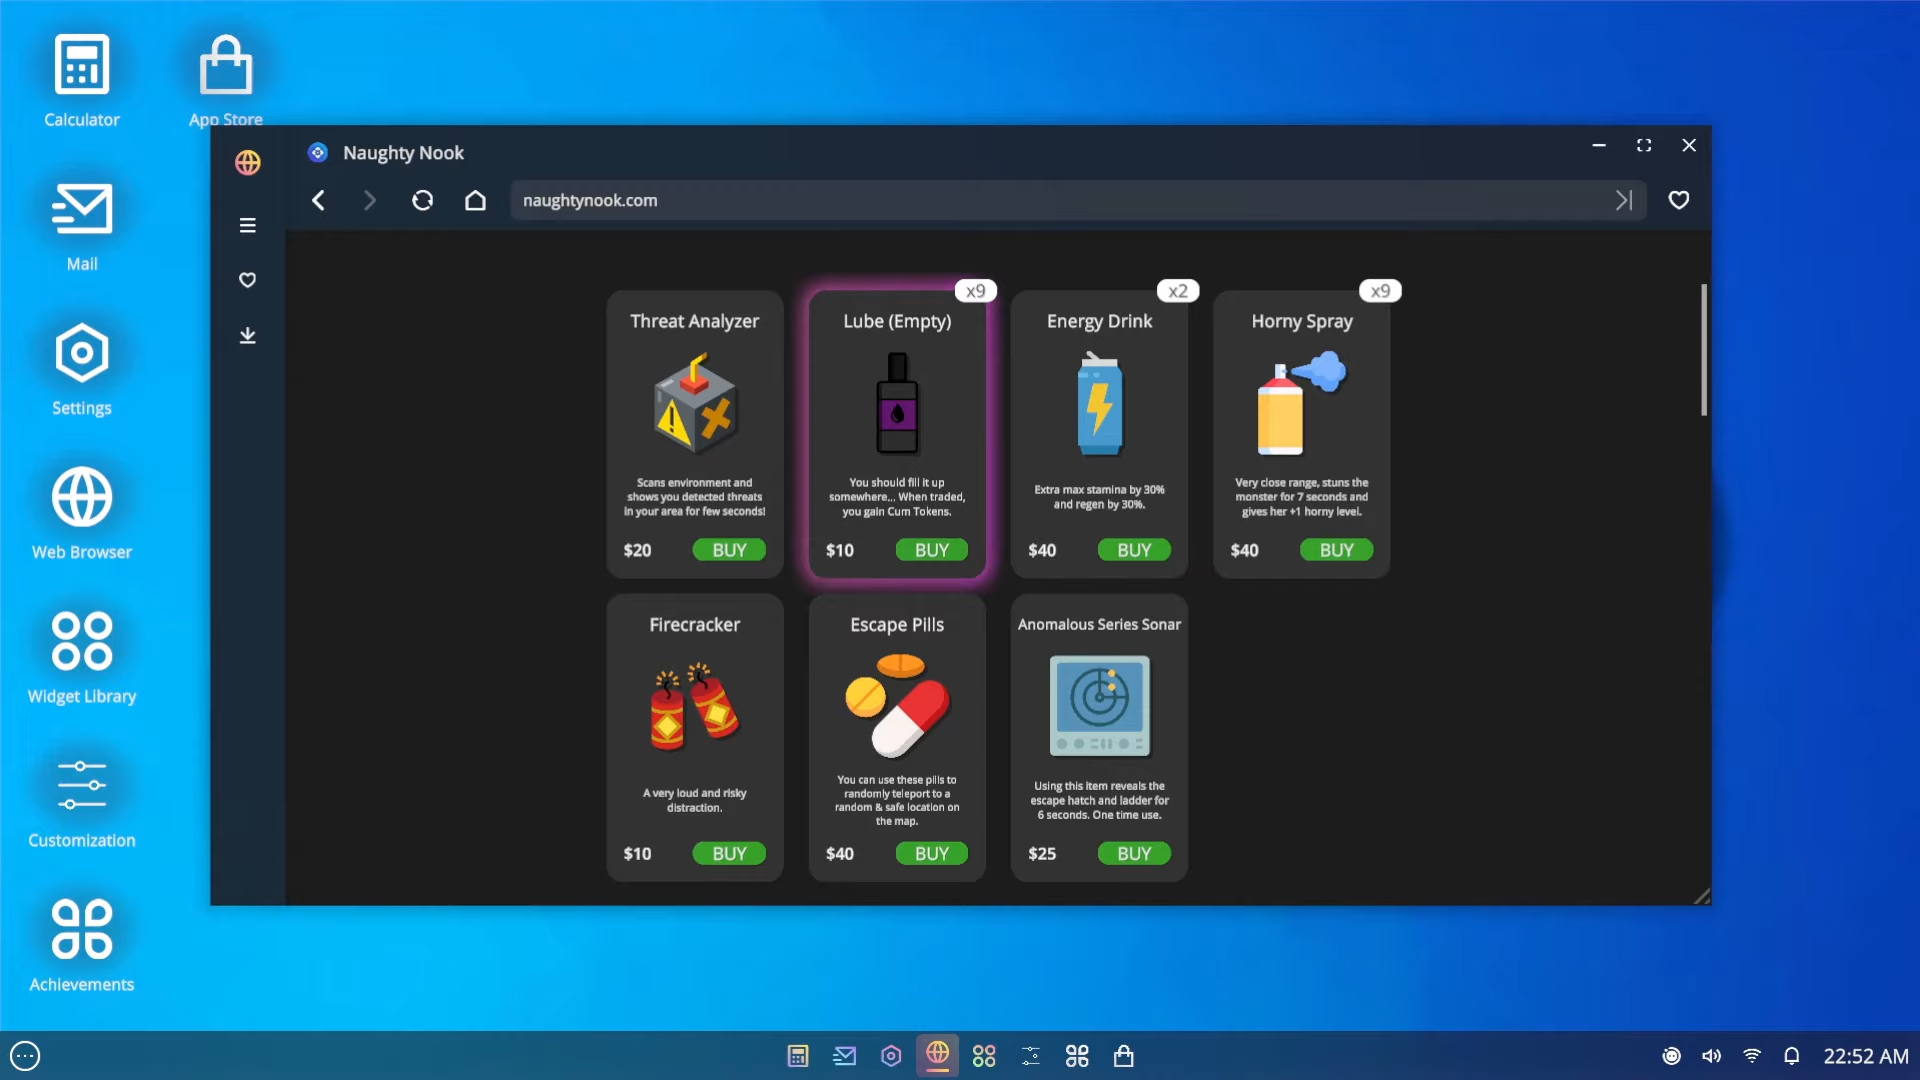 Calculator
App Store
Mail
Settings
Web Browser
Widget Library
Customization
Achievements
Naughty Nook
naughtynook.com
Threat Analyzer
Scans environment and
shows you detected threats
in your area for few seconds!
$20 BUY
x9
Lube (Empty)
You should fill it up
somewhere... When traded,
you gain Cum Tokens.
$10 BUY
x2
Energy Drink
Extra max stamina by 30%
and regen by 30%.
$40 BUY
x9
Horny Spray
Very close range, stuns the
monster for 7 seconds and
gives her +1 horny level.
$40 BUY
Firecracker
A very loud and risky
distraction.
$10 BUY
Escape Pills
You can use these pills to
randomly teleport to a
random & safe location on
the map.
$40 BUY
Anomalous Series Sonar
Using this item reveals the
escape hatch and ladder for
6 seconds. One time use.
$25 BUY
22:52 AM